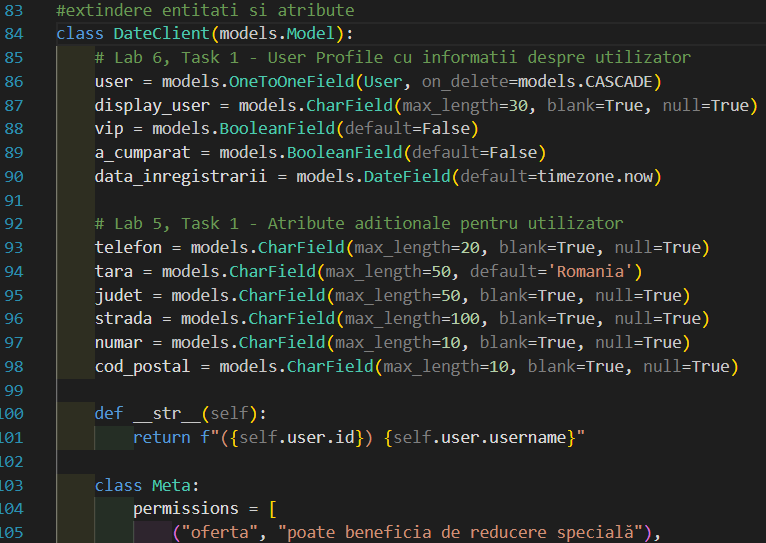 83 #extindere entitati si atribute
84 class DateClient(models.Model):
85     # Lab 6, Task 1 - User Profile cu informatii despre utilizator
86     user = models.OneToOneField(User, on_delete=models.CASCADE)
87     display_user = models.CharField(max_length=30, blank=True, null=True)
88     vip = models.BooleanField(default=False)
89     a_cumparat = models.BooleanField(default=False)
90     data_inregistrarii = models.DateField(default=timezone.now)
91
92     # Lab 5, Task 1 - Atribute aditionale pentru utilizator
93     telefon = models.CharField(max_length=20, blank=True, null=True)
94     tara = models.CharField(max_length=50, default='Romania')
95     judet = models.CharField(max_length=50, blank=True, null=True)
96     strada = models.CharField(max_length=100, blank=True, null=True)
97     numar = models.CharField(max_length=10, blank=True, null=True)
98     cod_postal = models.CharField(max_length=10, blank=True, null=True)
99
100     def __str__(self):
101         return f"({self.user.id}) {self.user.username}"
102
103     class Meta:
104         permissions = [
105             ("oferta", "poate beneficia de reducere specială"),